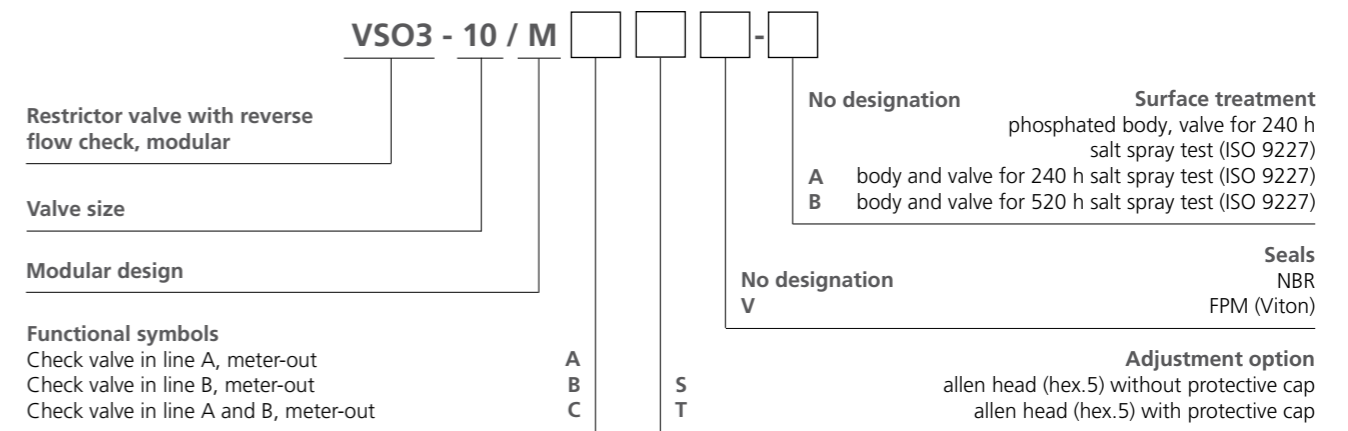 VSO3 - 10 / M -
Restrictor valve with reverse
flow check, modular
Valve size
Modular design
Functional symbols
Check valve in line A, meter-out A
Check valve in line B, meter-out B
Check valve in line A and B, meter-out C
No designation Surface treatment
phosphated body, valve for 240 h
salt spray test (ISO 9227)
A body and valve for 240 h salt spray test (ISO 9227)
B body and valve for 520 h salt spray test (ISO 9227)
Seals
No designation NBR
V FPM (Viton)
Adjustment option
S allen head (hex.5) without protective cap
T allen head (hex.5) with protective cap